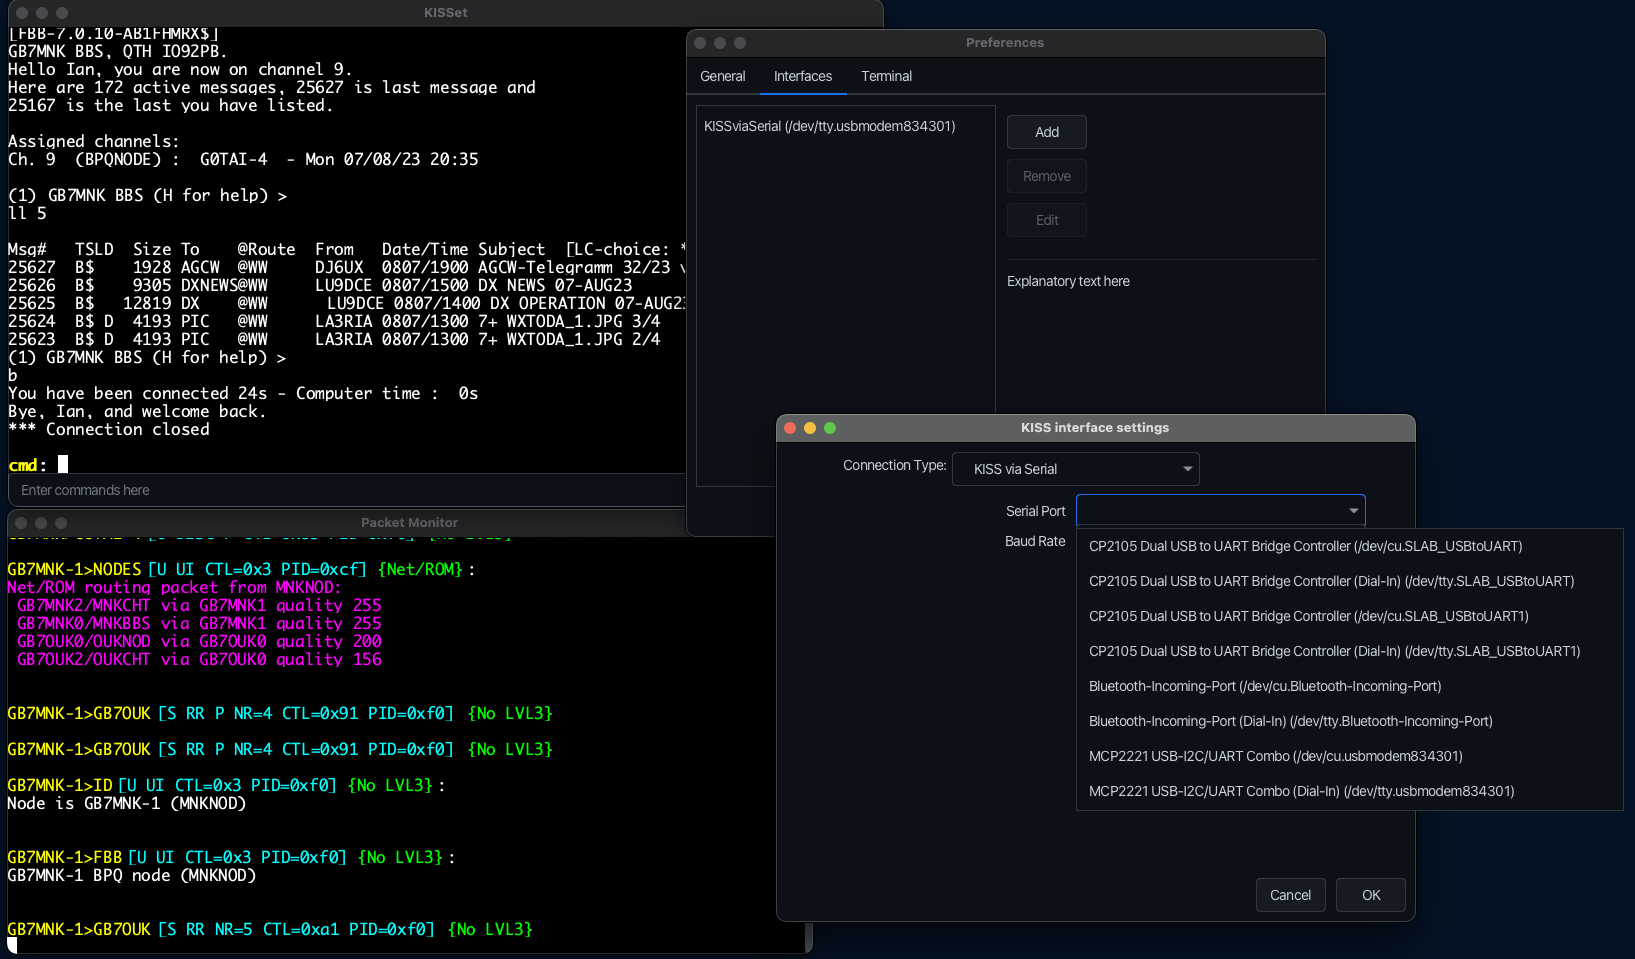 KISSet
[FBB-7.0.10-AB1FHMRX$]
GB7MNK BBS, QTH IO92PB.
Hello Ian, you are now on channel 9.
Here are 172 active messages, 25627 is last message and
25167 is the last you have listed.
Assigned channels:
Ch. 9  (BPQNODE) :  G0TAI-4  - Mon 07/08/23 20:35
(1) GB7MNK BBS (H for help) >
ll 5
Msg#   TSLD  Size To    @Route  From   Date/Time Subject  [LC-choice: *
25627  B$    1928 AGCW  @WW     DJ6UX  0807/1900 AGCW-Telegramm 32/23
25626  B$    9305 DXNEWS@WW     LU9DCE 0807/1500 DX NEWS 07-AUG23
25625  B$   12819 DX    @WW      LU9DCE 0807/1400 DX OPERATION 07-AUG23
25624  B$ D  4193 PIC   @WW     LA3RIA 0807/1300 7+ WXTODA_1.JPG 3/4
25623  B$ D  4193 PIC   @WW     LA3RIA 0807/1300 7+ WXTODA_1.JPG 2/4
(1) GB7MNK BBS (H for help) >
b
You have been connected 24s - Computer time :  0s
Bye, Ian, and welcome back.
*** Connection closed
cmd:
Enter commands here
Packet Monitor
GB7MNK-1>NODES [U UI CTL=0x3 PID=0xcf] {Net/ROM}:
Net/ROM routing packet from MNKNOD:
GB7MNK2/MNKCHT via GB7MNK1 quality 255
GB7MNK0/MNKBBS via GB7MNK1 quality 255
GB7OUK0/OUKNOD via GB7OUK0 quality 200
GB7OUK2/OUKCHT via GB7OUK0 quality 156
GB7MNK-1>GB7OUK [S RR P NR=4 CTL=0x91 PID=0xf0] {No LVL3}
GB7MNK-1>GB7OUK [S RR P NR=4 CTL=0x91 PID=0xf0] {No LVL3}
GB7MNK-1>ID [U UI CTL=0x3 PID=0xf0] {No LVL3}:
Node is GB7MNK-1 (MNKNOD)
GB7MNK-1>FBB [U UI CTL=0x3 PID=0xf0] {No LVL3}:
GB7MNK-1 BPQ node (MNKNOD)
GB7MNK-1>GB7OUK [S RR NR=5 CTL=0xa1 PID=0xf0] {No LVL3}
Preferences
General Interfaces Terminal
KISSviaSerial (/dev/tty.usbmodem834301)
Add
Remove
Edit
Explanatory text here
KISS interface settings
Connection Type: KISS via Serial
Serial Port
Baud Rate
CP2105 Dual USB to UART Bridge Controller (/dev/cu.SLAB_USBtoUART)
CP2105 Dual USB to UART Bridge Controller (Dial-In) (/dev/tty.SLAB_USBtoUART)
CP2105 Dual USB to UART Bridge Controller (/dev/cu.SLAB_USBtoUART1)
CP2105 Dual USB to UART Bridge Controller (Dial-In) (/dev/tty.SLAB_USBtoUART1)
Bluetooth-Incoming-Port (/dev/cu.Bluetooth-Incoming-Port)
Bluetooth-Incoming-Port (Dial-In) (/dev/tty.Bluetooth-Incoming-Port)
MCP2221 USB-I2C/UART Combo (/dev/cu.usbmodem834301)
MCP2221 USB-I2C/UART Combo (Dial-In) (/dev/tty.usbmodem834301)
Cancel OK